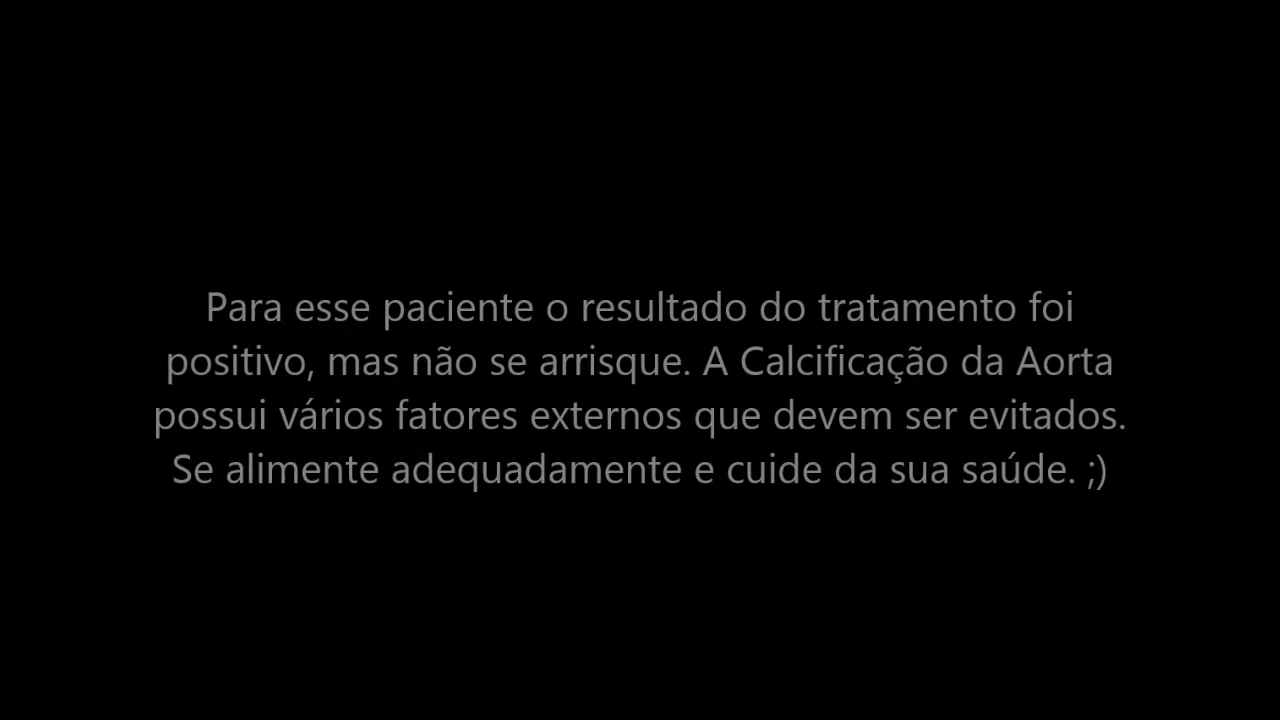 Para esse paciente o resultado do tratamento foi
positivo, mas não se arrisque. A Calcificação da Aorta
possui vários fatores externos que devem ser evitados.
Se alimente adequadamente e cuide da sua saúde. ;)